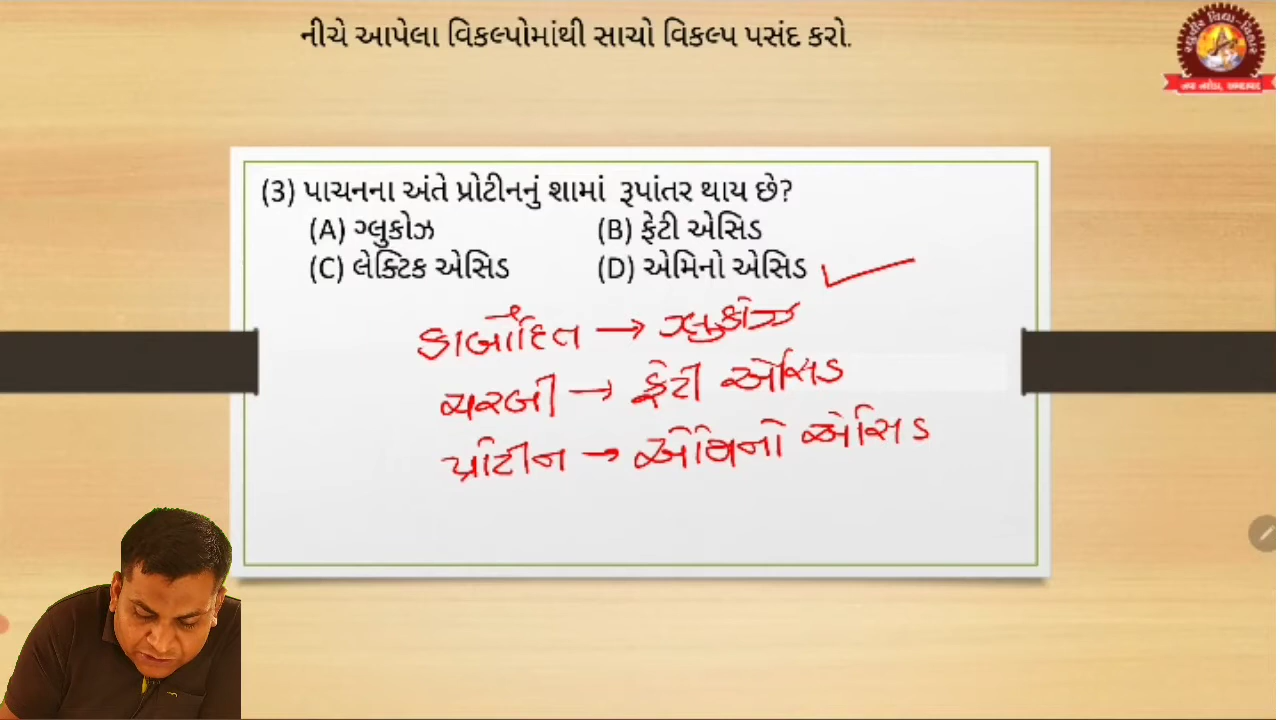 નીચે આપેલા વિકલ્પોમાંથી સાચો વિકલ્પ પસંદ કરો.
(3) પાચનના અંતે પ્રોટીનનું શામાં રૂપાંતર થાય છે?
(A) ગ્લુકોઝ (B) ફેટી એસિડ
(C) લેક્ટિક એસિડ (D) એમિનો એસિડ
કાર્બોદિત → ગ્લુકોઝ
ચરબી → ફેટી એસિડ
પ્રોટીન → એમિનો એસિડ